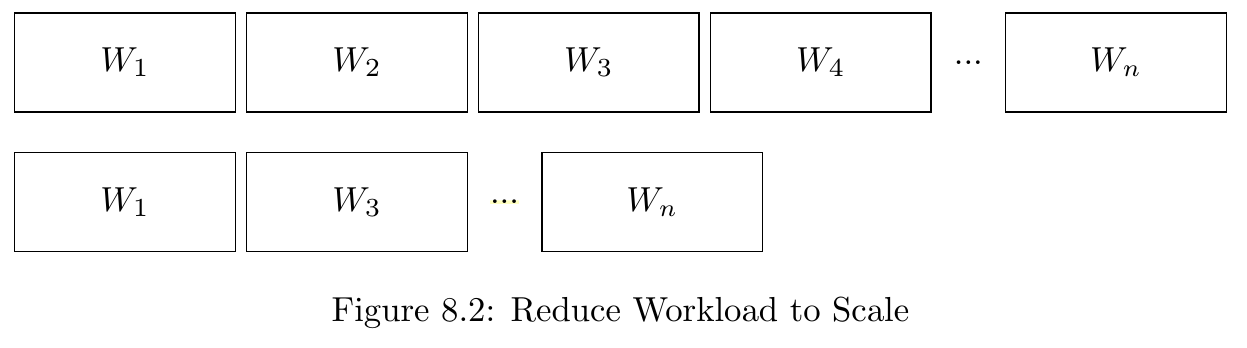 W₁ W₂ W₃ W₄ ... Wₙ
W₁ W₃ ... Wₙ
Figure 8.2: Reduce Workload to Scale